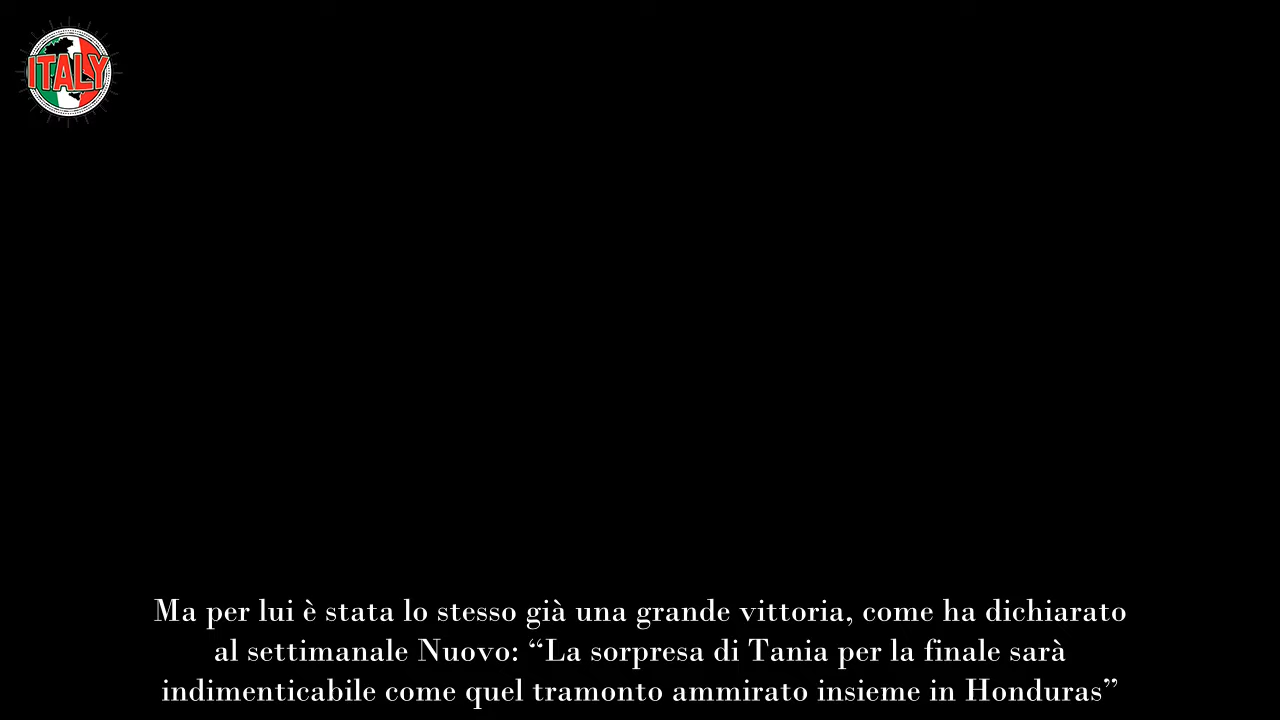 ITALY
Ma per lui è stata lo stesso già una grande vittoria, come ha dichiarato
al settimanale Nuovo: “La sorpresa di Tania per la finale sarà
indimenticabile come quel tramonto ammirato insieme in Honduras”